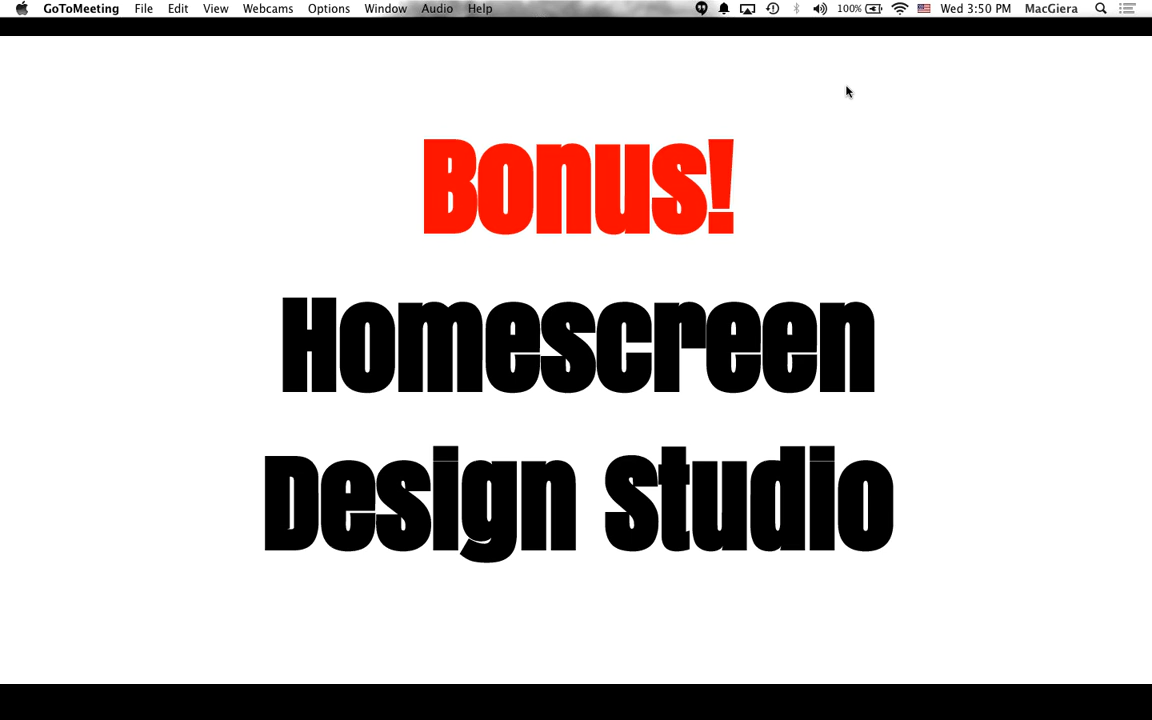 GoToMeeting File Edit View Webcams Options Window Audio Help 100% Wed 3:50 PM MacGiera
Bonus!
Homescreen
Design Studio